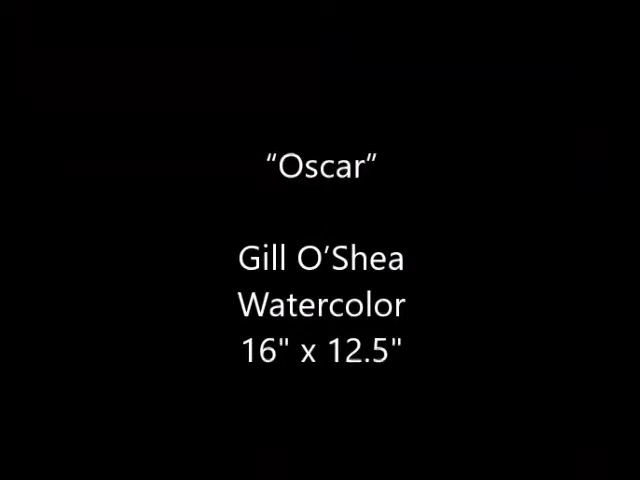 “Oscar”
Gill O’Shea
Watercolor
16" x 12.5"